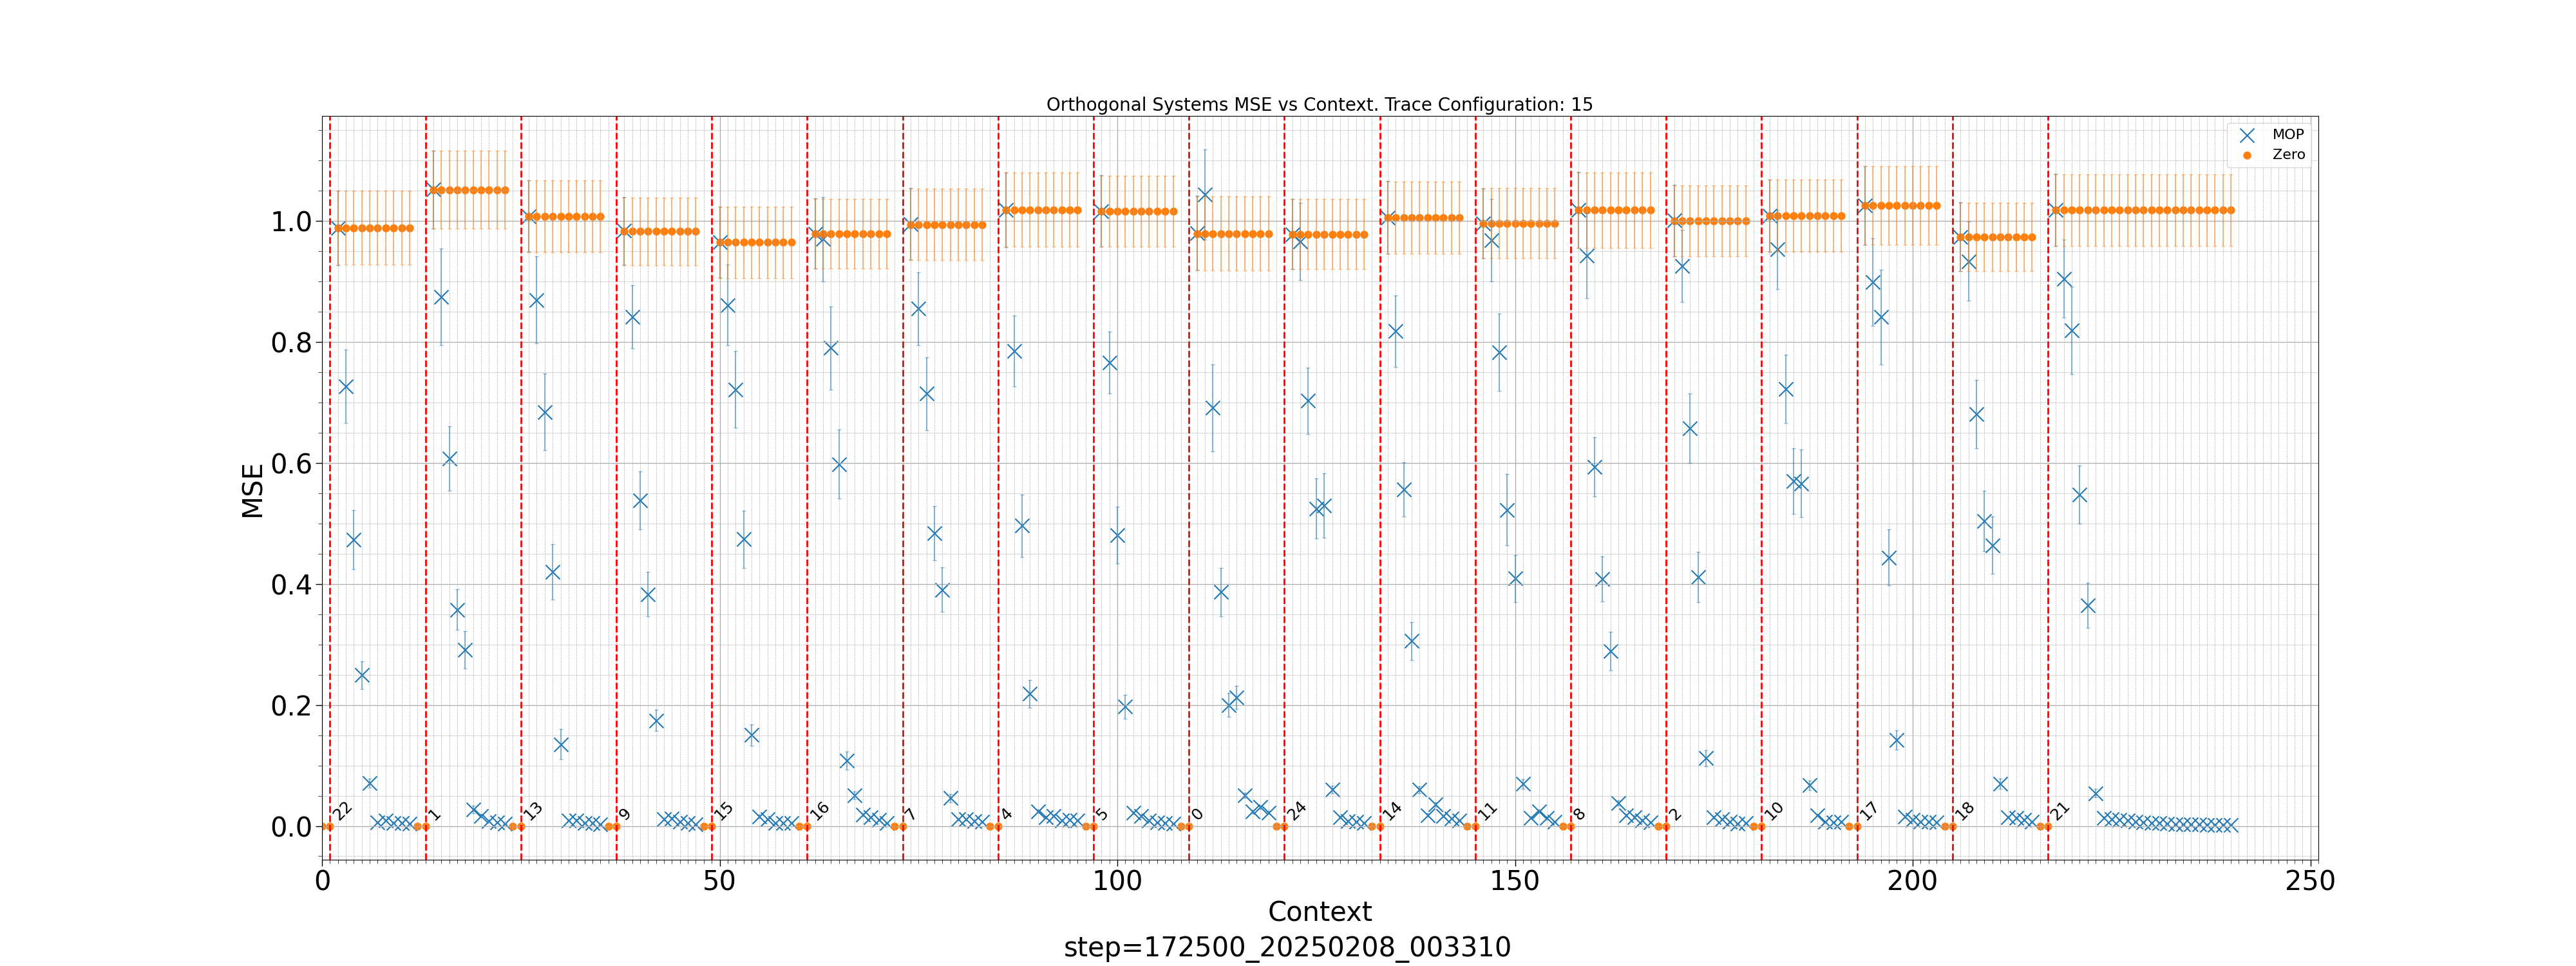 Orthogonal Systems MSE vs Context. Trace Configuration: 15
MOP
Zero
MSE
1.0
0.8
0.6
0.4
0.2
0.0
22 1 13 9 15 16 7 4 5 0 24 14 11 8 2 10 17 18 21
0 50 100 150 200 250
Context
step=172500_20250208_003310